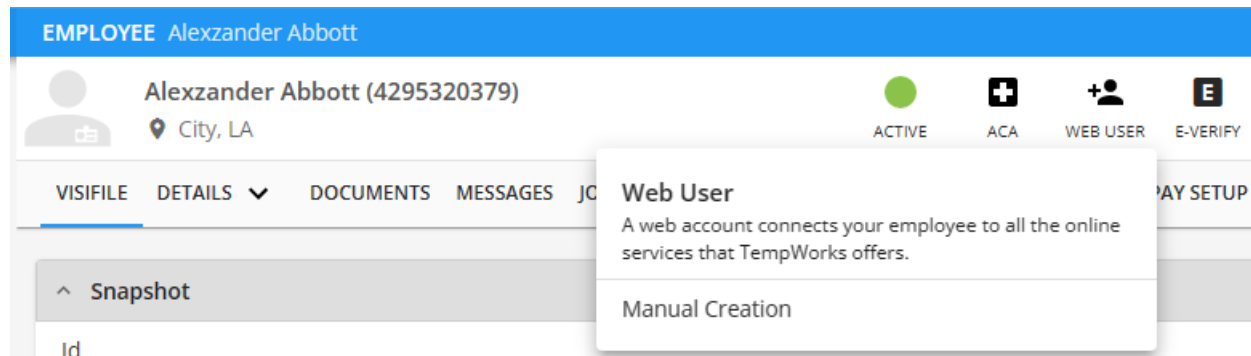 EMPLOYEE Alexzander Abbott
Alexzander Abbott (4295320379)
City, LA
ACTIVE
ACA
WEB USER
E
E-VERIFY
VISIFILE DETAILS DOCUMENTS MESSAGES
PAY SETUP
Web User
A web account connects your employee to all the online
services that TempWorks offers.
Manual Creation
Snapshot
Id